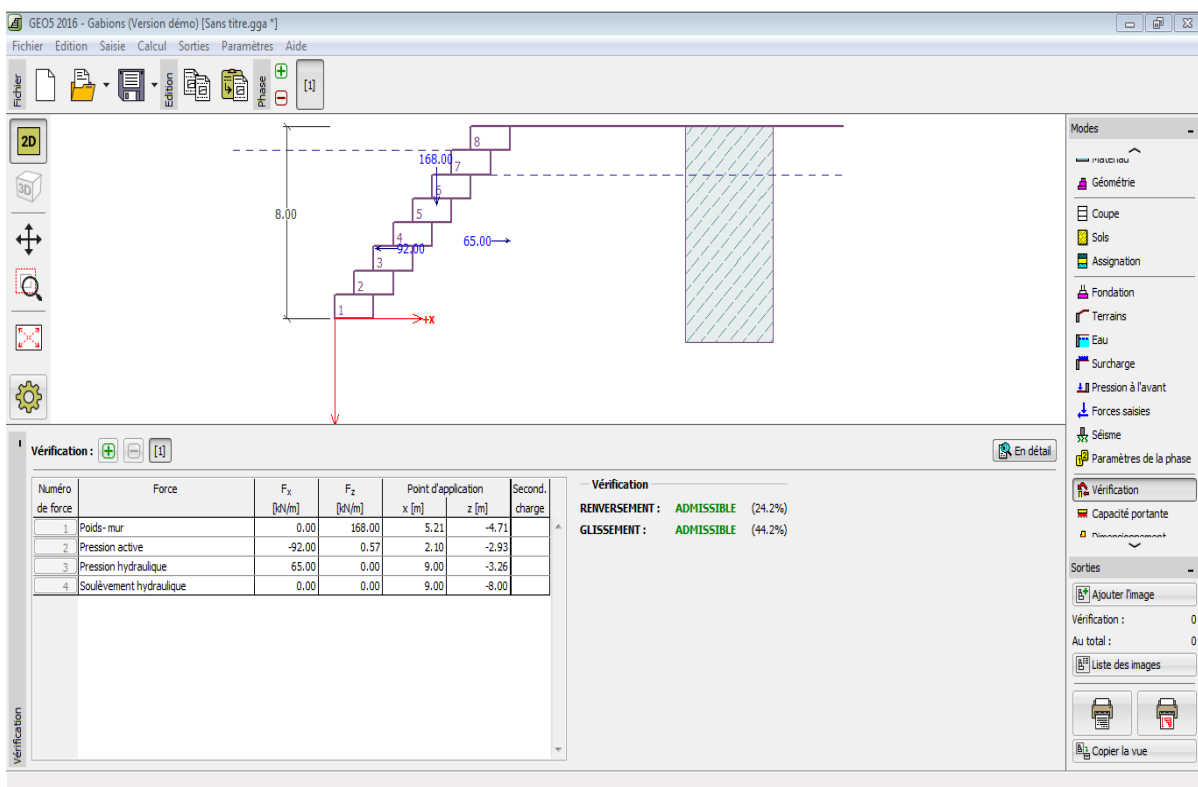 GEO5 2016 - Gabions (Version démo) [Sans titre.gga *]
Fichier Edition Saisie Calcul Sorties Paramètres Aide
Fichier
Edition
Phase
[1]
2D
3D
8.00
168.00
92.00
65.00
8
7
6
5
4
3
2
1
+X
Modes
Matériau
Géométrie
Coupe
Sols
Assignation
Fondation
Terrains
Eau
Surcharge
Pression à l'avant
Forces saisies
Séisme
Paramètres de la phase
Vérification
Capacité portante
Dimensionnement
Sorties
Ajouter l'image
Vérification : 0
Au total : 0
Liste des images
Copier la vue
Vérification
Vérification : [1]
En détail
Numéro de force Force Fx [kN/m] Fz [kN/m] Point d'application x [m] z [m] Second. charge
1 Poids- mur 0.00 168.00 5.21 -4.71
2 Pression active -92.00 0.57 2.10 -2.93
3 Pression hydraulique 65.00 0.00 9.00 -3.26
4 Soulèvement hydraulique 0.00 0.00 9.00 -8.00
Vérification
RENVERSEMENT : ADMISSIBLE (24.2%)
GLISSEMENT : ADMISSIBLE (44.2%)